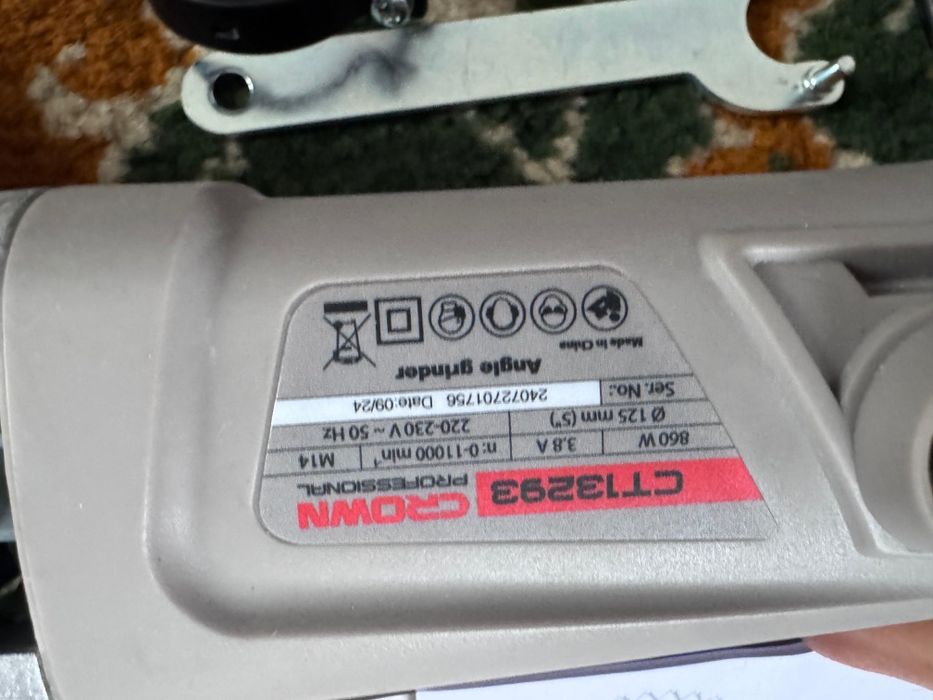 CT13293 CROWN
PROFESSIONAL
860 W 3.8 A n: 0-11000 min⁻¹ M14
Ø 125 mm (5") 220-230 V ~ 50 Hz
Ser. No.: 24072701756 Date:09/24
Angle grinder
Made in China